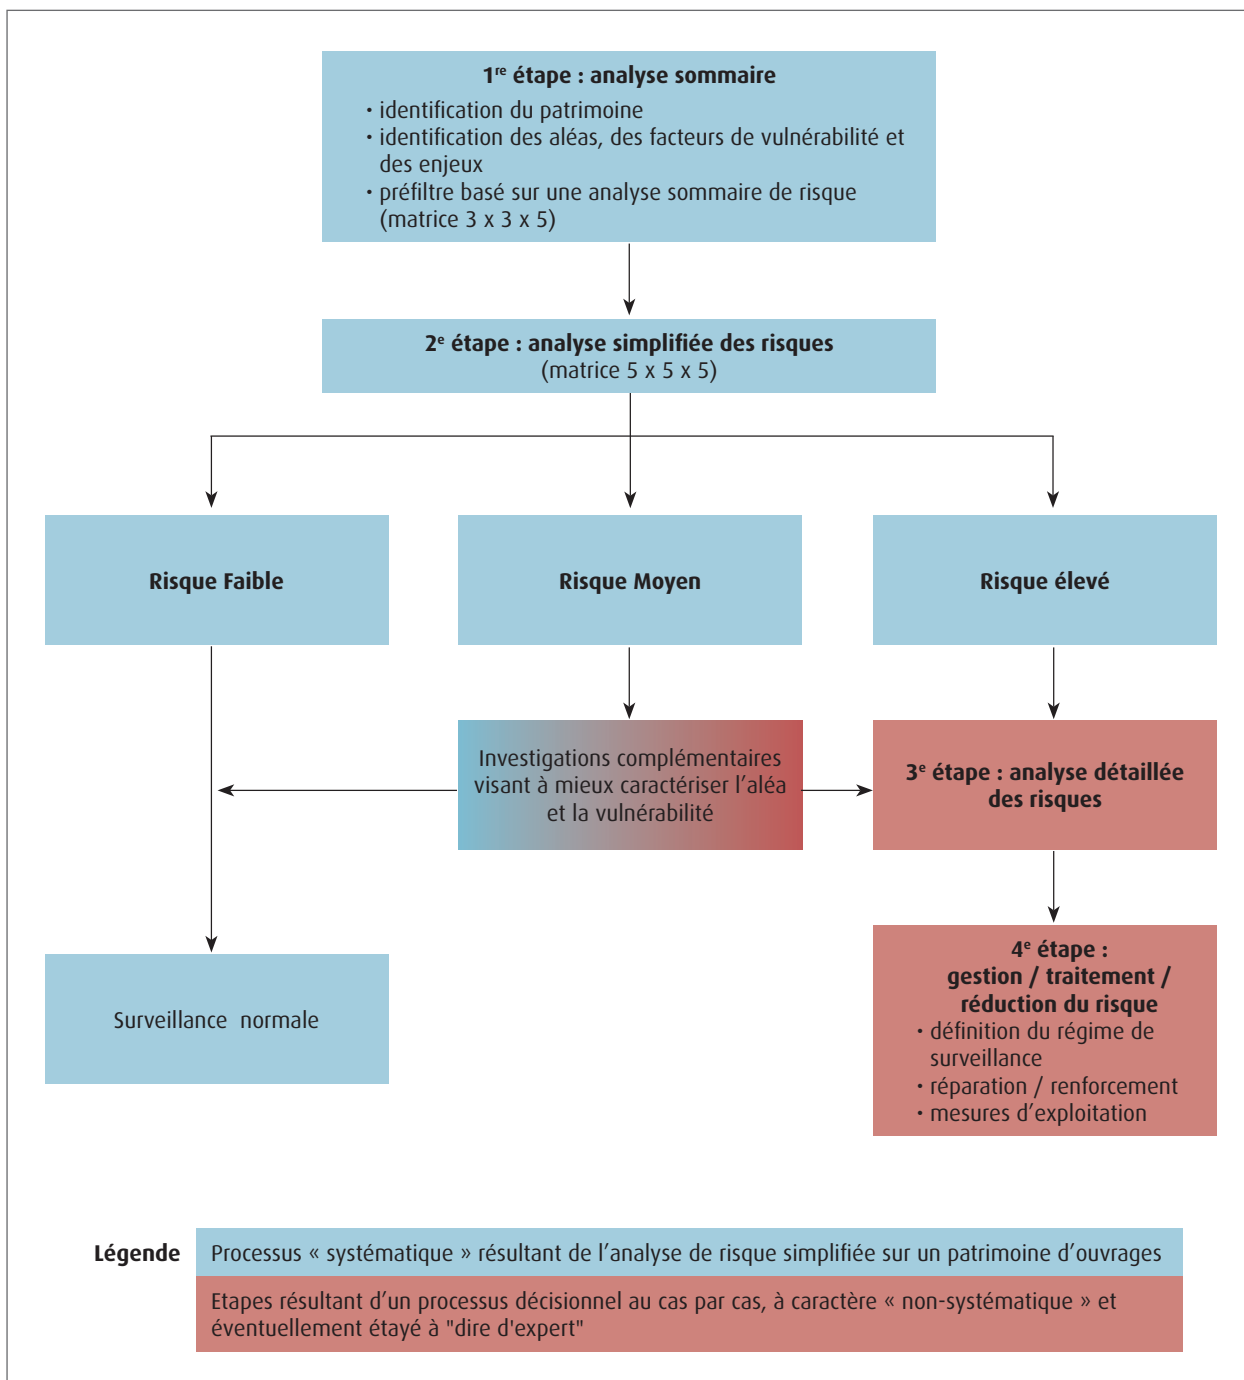 1re étape : analyse sommaire
• identification du patrimoine
• identification des aléas, des facteurs de vulnérabilité et
des enjeux
• préfiltre basé sur une analyse sommaire de risque
(matrice 3 x 3 x 5)
2e étape : analyse simplifiée des risques
(matrice 5 x 5 x 5)
Risque Faible
Risque Moyen
Risque élevé
Investigations complémentaires
visant à mieux caractériser l’aléa
et la vulnérabilité
3e étape : analyse détaillée
des risques
Surveillance normale
4e étape :
gestion / traitement /
réduction du risque
• définition du régime de
surveillance
• réparation / renforcement
• mesures d’exploitation
Légende
Processus « systématique » résultant de l’analyse de risque simplifiée sur un patrimoine d’ouvrages
Etapes résultant d’un processus décisionnel au cas par cas, à caractère « non-systématique » et
éventuellement étayé à "dire d'expert"